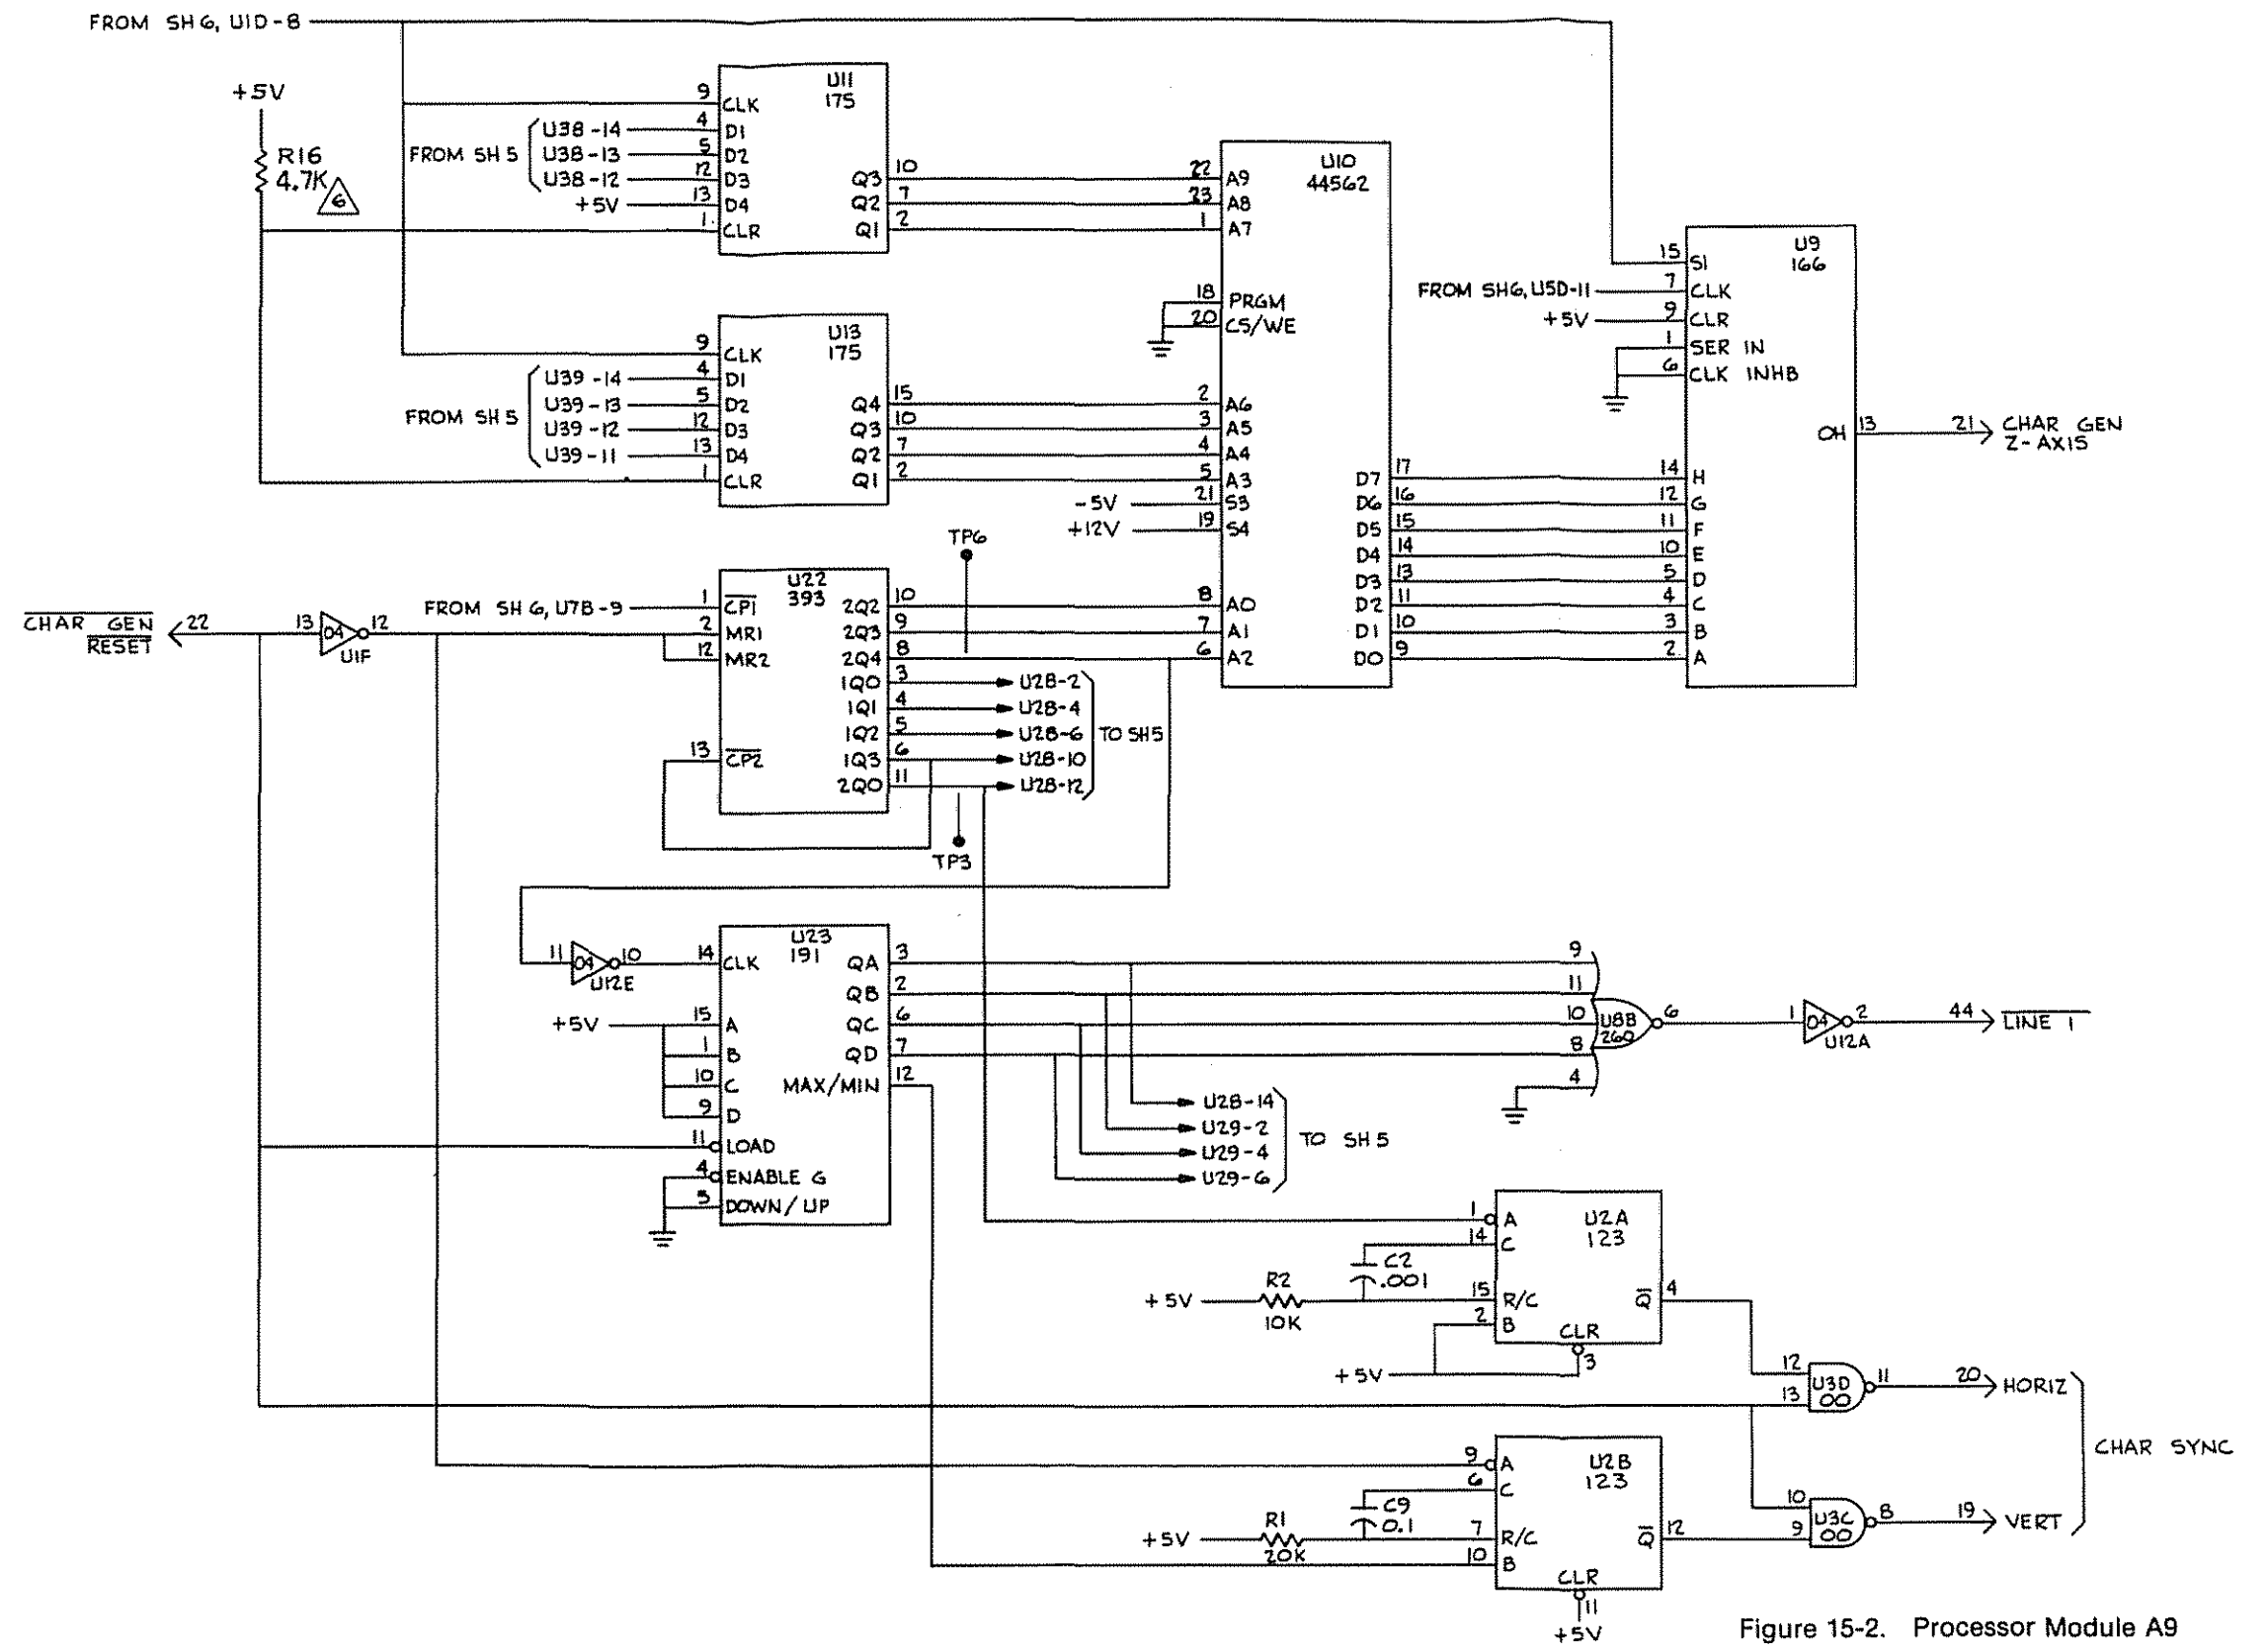 FROM SH6, U1D-8
+5V
R16
4.7K
6
U11
175
9 CLK
FROM SH5
U38-14 4 D1
U38-13 5 D2
U38-12 12 D3
+5V 13 D4
1 CLR
Q3 10
Q2 7
Q1 2
U13
175
9 CLK
FROM SH5
U39-14 4 D1
U39-13 5 D2
U39-12 12 D3
U39-11 13 D4
1 CLR
Q4 15
Q3 10
Q2 7
Q1 2
U10
44562
22 A9
23 A8
1 A7
18 PRGM
20 CS/WE
2 A6
3 A5
4 A4
5 A3
-5V 21 S3
+12V 19 S4
8 A0
7 A1
6 A2
D7 17
D6 16
D5 15
D4 14
D3 13
D2 11
D1 10
D0 9
U9
166
15 SI
FROM SH6, U5D-11 7 CLK
+5V 9 CLR
1 SER IN
6 CLK INHB
OH 13
21 CHAR GEN
Z-AXIS
14 H
12 G
11 F
10 E
5 D
4 C
3 B
2 A
TP6
CHAR GEN
RESET
22
13 04 12
U1F
U22
393
FROM SH6, U7B-9 1 CP1
2 MR1
12 MR2
13 CP2
2Q2 10
2Q3 9
2Q4 8
1Q0 3 U28-2
1Q1 4 U28-4
1Q2 5 U28-6
1Q3 6 U28-10
2Q0 11 U28-12
TO SH5
TP3
11 04 10
U12E
U23
191
14 CLK
+5V 15 A
1 B
10 C
9 D
11 LOAD
4 ENABLE G
5 DOWN/UP
QA 3
QB 2
QC 6
QD 7
MAX/MIN 12
9
11
10
8
4
U8B
260
6
1 04 2
U12A
44 LINE 1
U28-14
U29-2
U29-4
U29-6
TO SH5
U2A
123
1 A
14 C
C2
.001
+5V R2 10K
15 R/C
2 B
CLR
3
+5V
Q 4
12
13
U3D
00
11
20 HORIZ
CHAR SYNC
U2B
123
9 A
6 C
C9
0.1
+5V R1 20K
7 R/C
10 B
CLR
11
+5V
Q 12
10
9
U3C
00
8
19 VERT
Figure 15-2. Processor Module A9